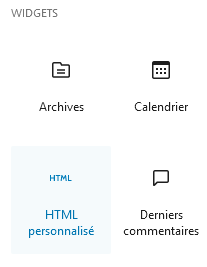 WIDGETS
Archives
Calendrier
HTML
HTML
personnalisé
Derniers
commentaires